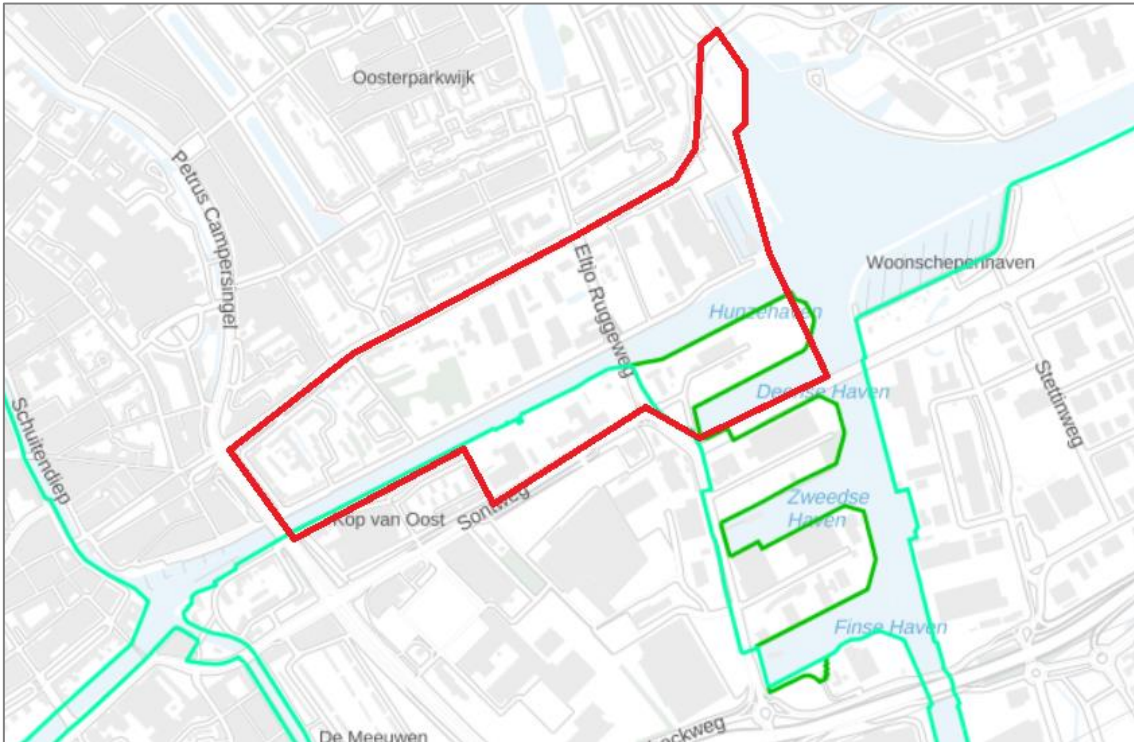 Oosterparkwijk
Petrus Campersingel
Eltjo Ruggeweg
Woonschepenhaven
Hunzehaven
Deense Haven
Stettinweg
Schuitendiep
Zweedse
Haven
Kop van Oost
Sontweg
Finse Haven
De Meeuwen